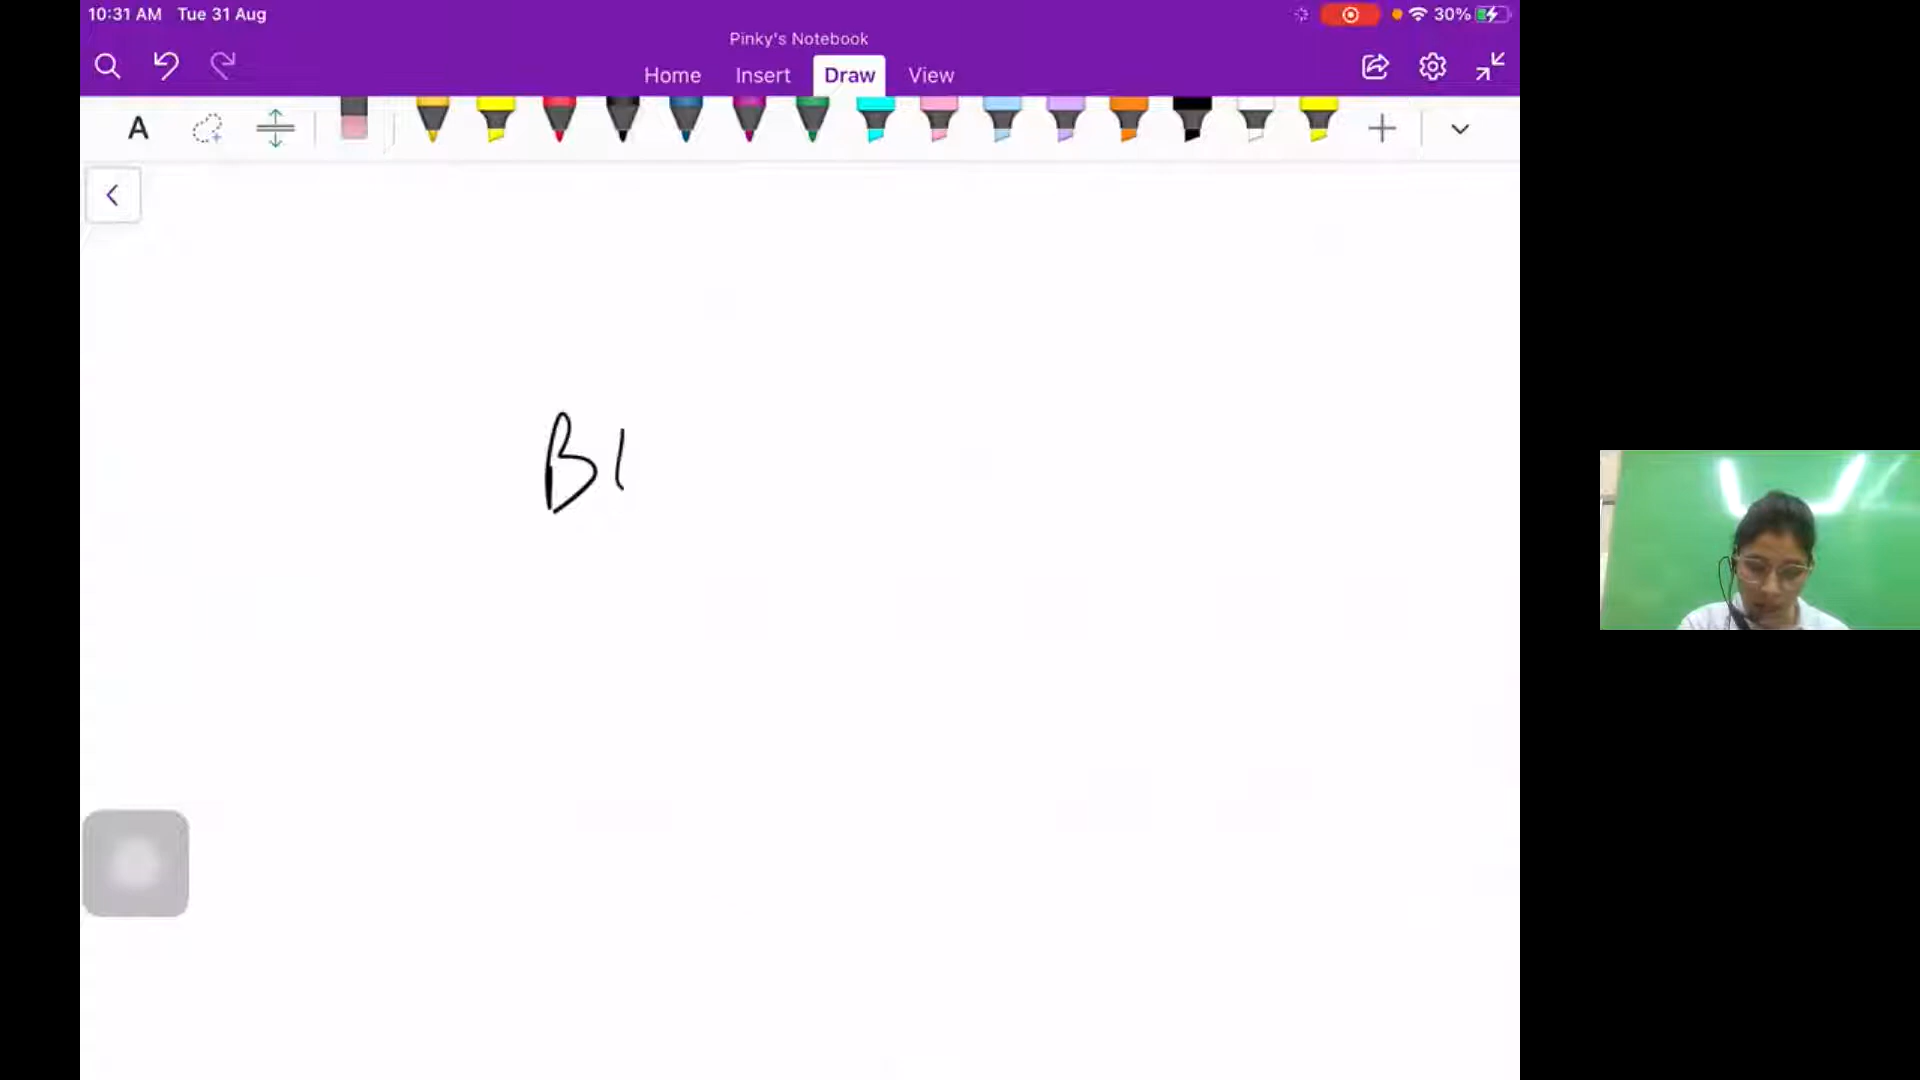 10:31 AM Tue 31 Aug
30%
Pinky's Notebook
Home Insert Draw View
A
Bl